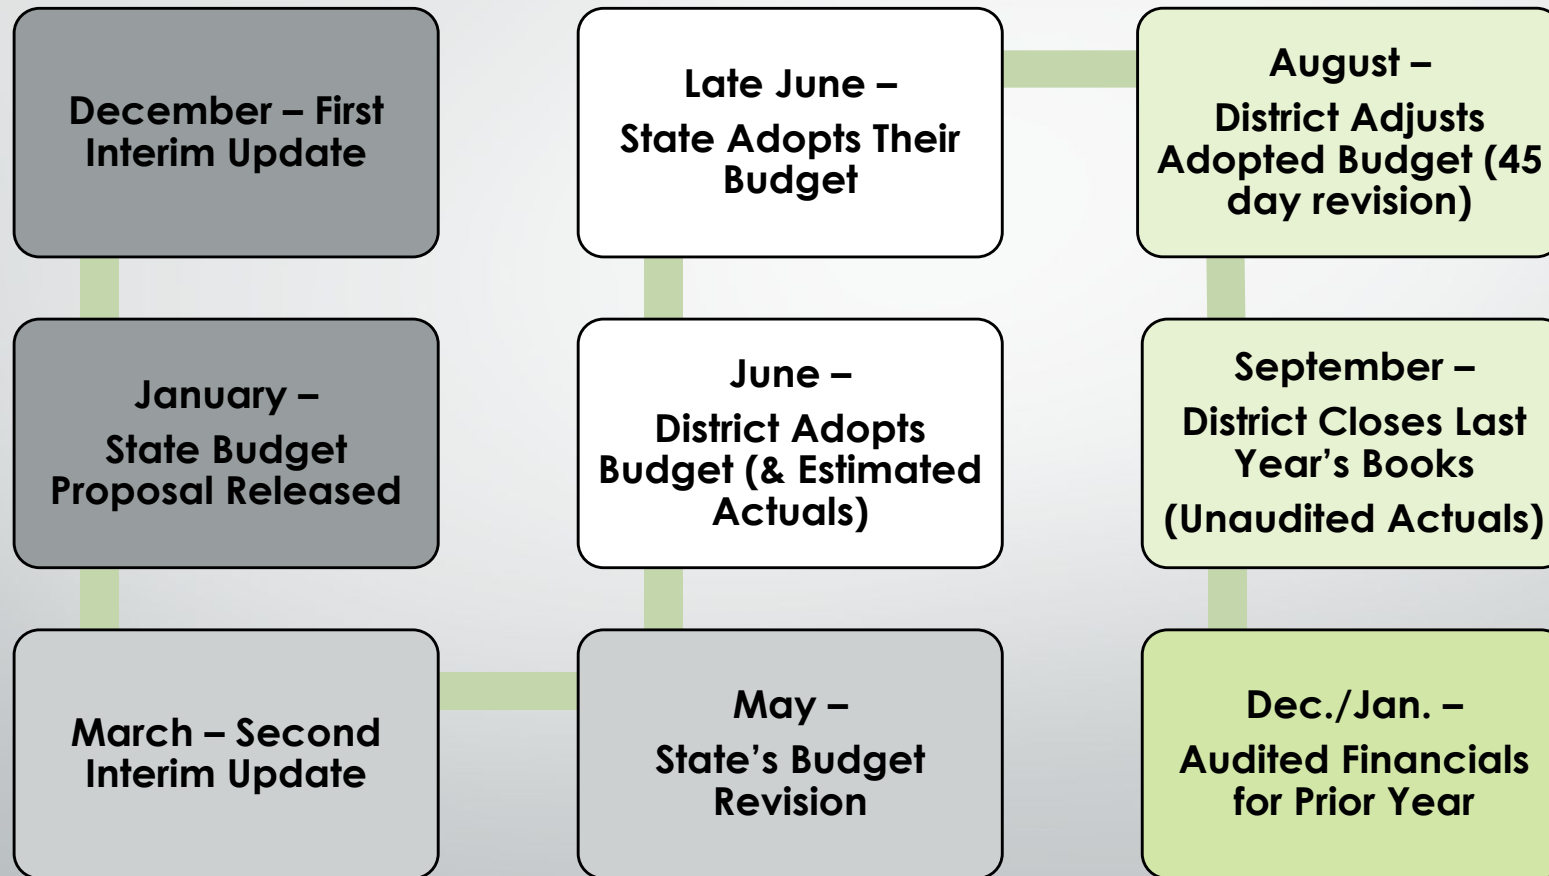 December – First
Interim Update
January –
State Budget
Proposal Released
March – Second
Interim Update
May –
State’s Budget
Revision
June –
District Adopts
Budget (& Estimated
Actuals)
Late June –
State Adopts Their
Budget
August –
District Adjusts
Adopted Budget (45
day revision)
September –
District Closes Last
Year’s Books
(Unaudited Actuals)
Dec./Jan. –
Audited Financials
for Prior Year